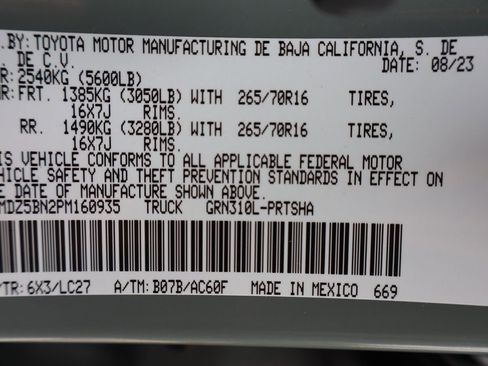 . BY: TOYOTA MOTOR MANUFACTURING DE BAJA CALIFORNIA, S. DE
. DE C.V. DATE: 08/23
R: 2540KG (5600LB)
R: FRT. 1385KG (3050LB) WITH 265/70R16 TIRES,
16X7J RIMS.
RR. 1490KG (3280LB) WITH 265/70R16 TIRES,
16X7J RIMS.
IS VEHICLE CONFORMS TO ALL APPLICABLE FEDERAL MOTOR
HICLE SAFETY AND THEFT PREVENTION STANDARDS IN EFFECT ON
E DATE OF MANUFACTURE SHOWN ABOVE.
MDZ5BN2PM160935 TRUCK GRN310L-PRTSHA
/TR: 6X3/LC27 A/TM: B07B/AC60F MADE IN MEXICO 669